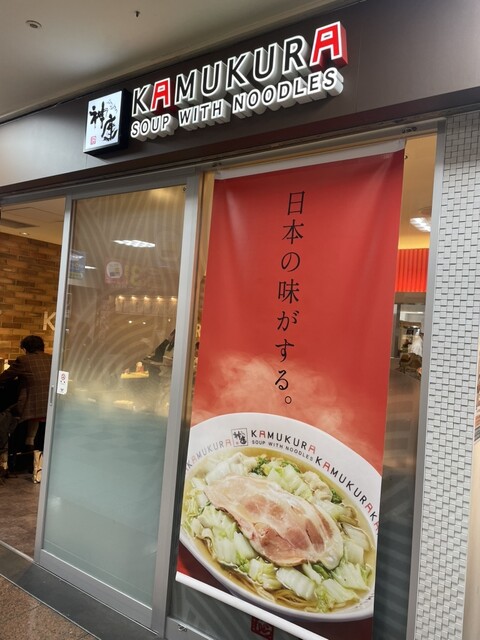 神座
KAMUKURA
SOUP WITH NOODLES
日本の味がする。
KAMUKURA
神座
KAMUKURA
SOUP WITH NOODLES
KAMUKURA
KAMUKURA